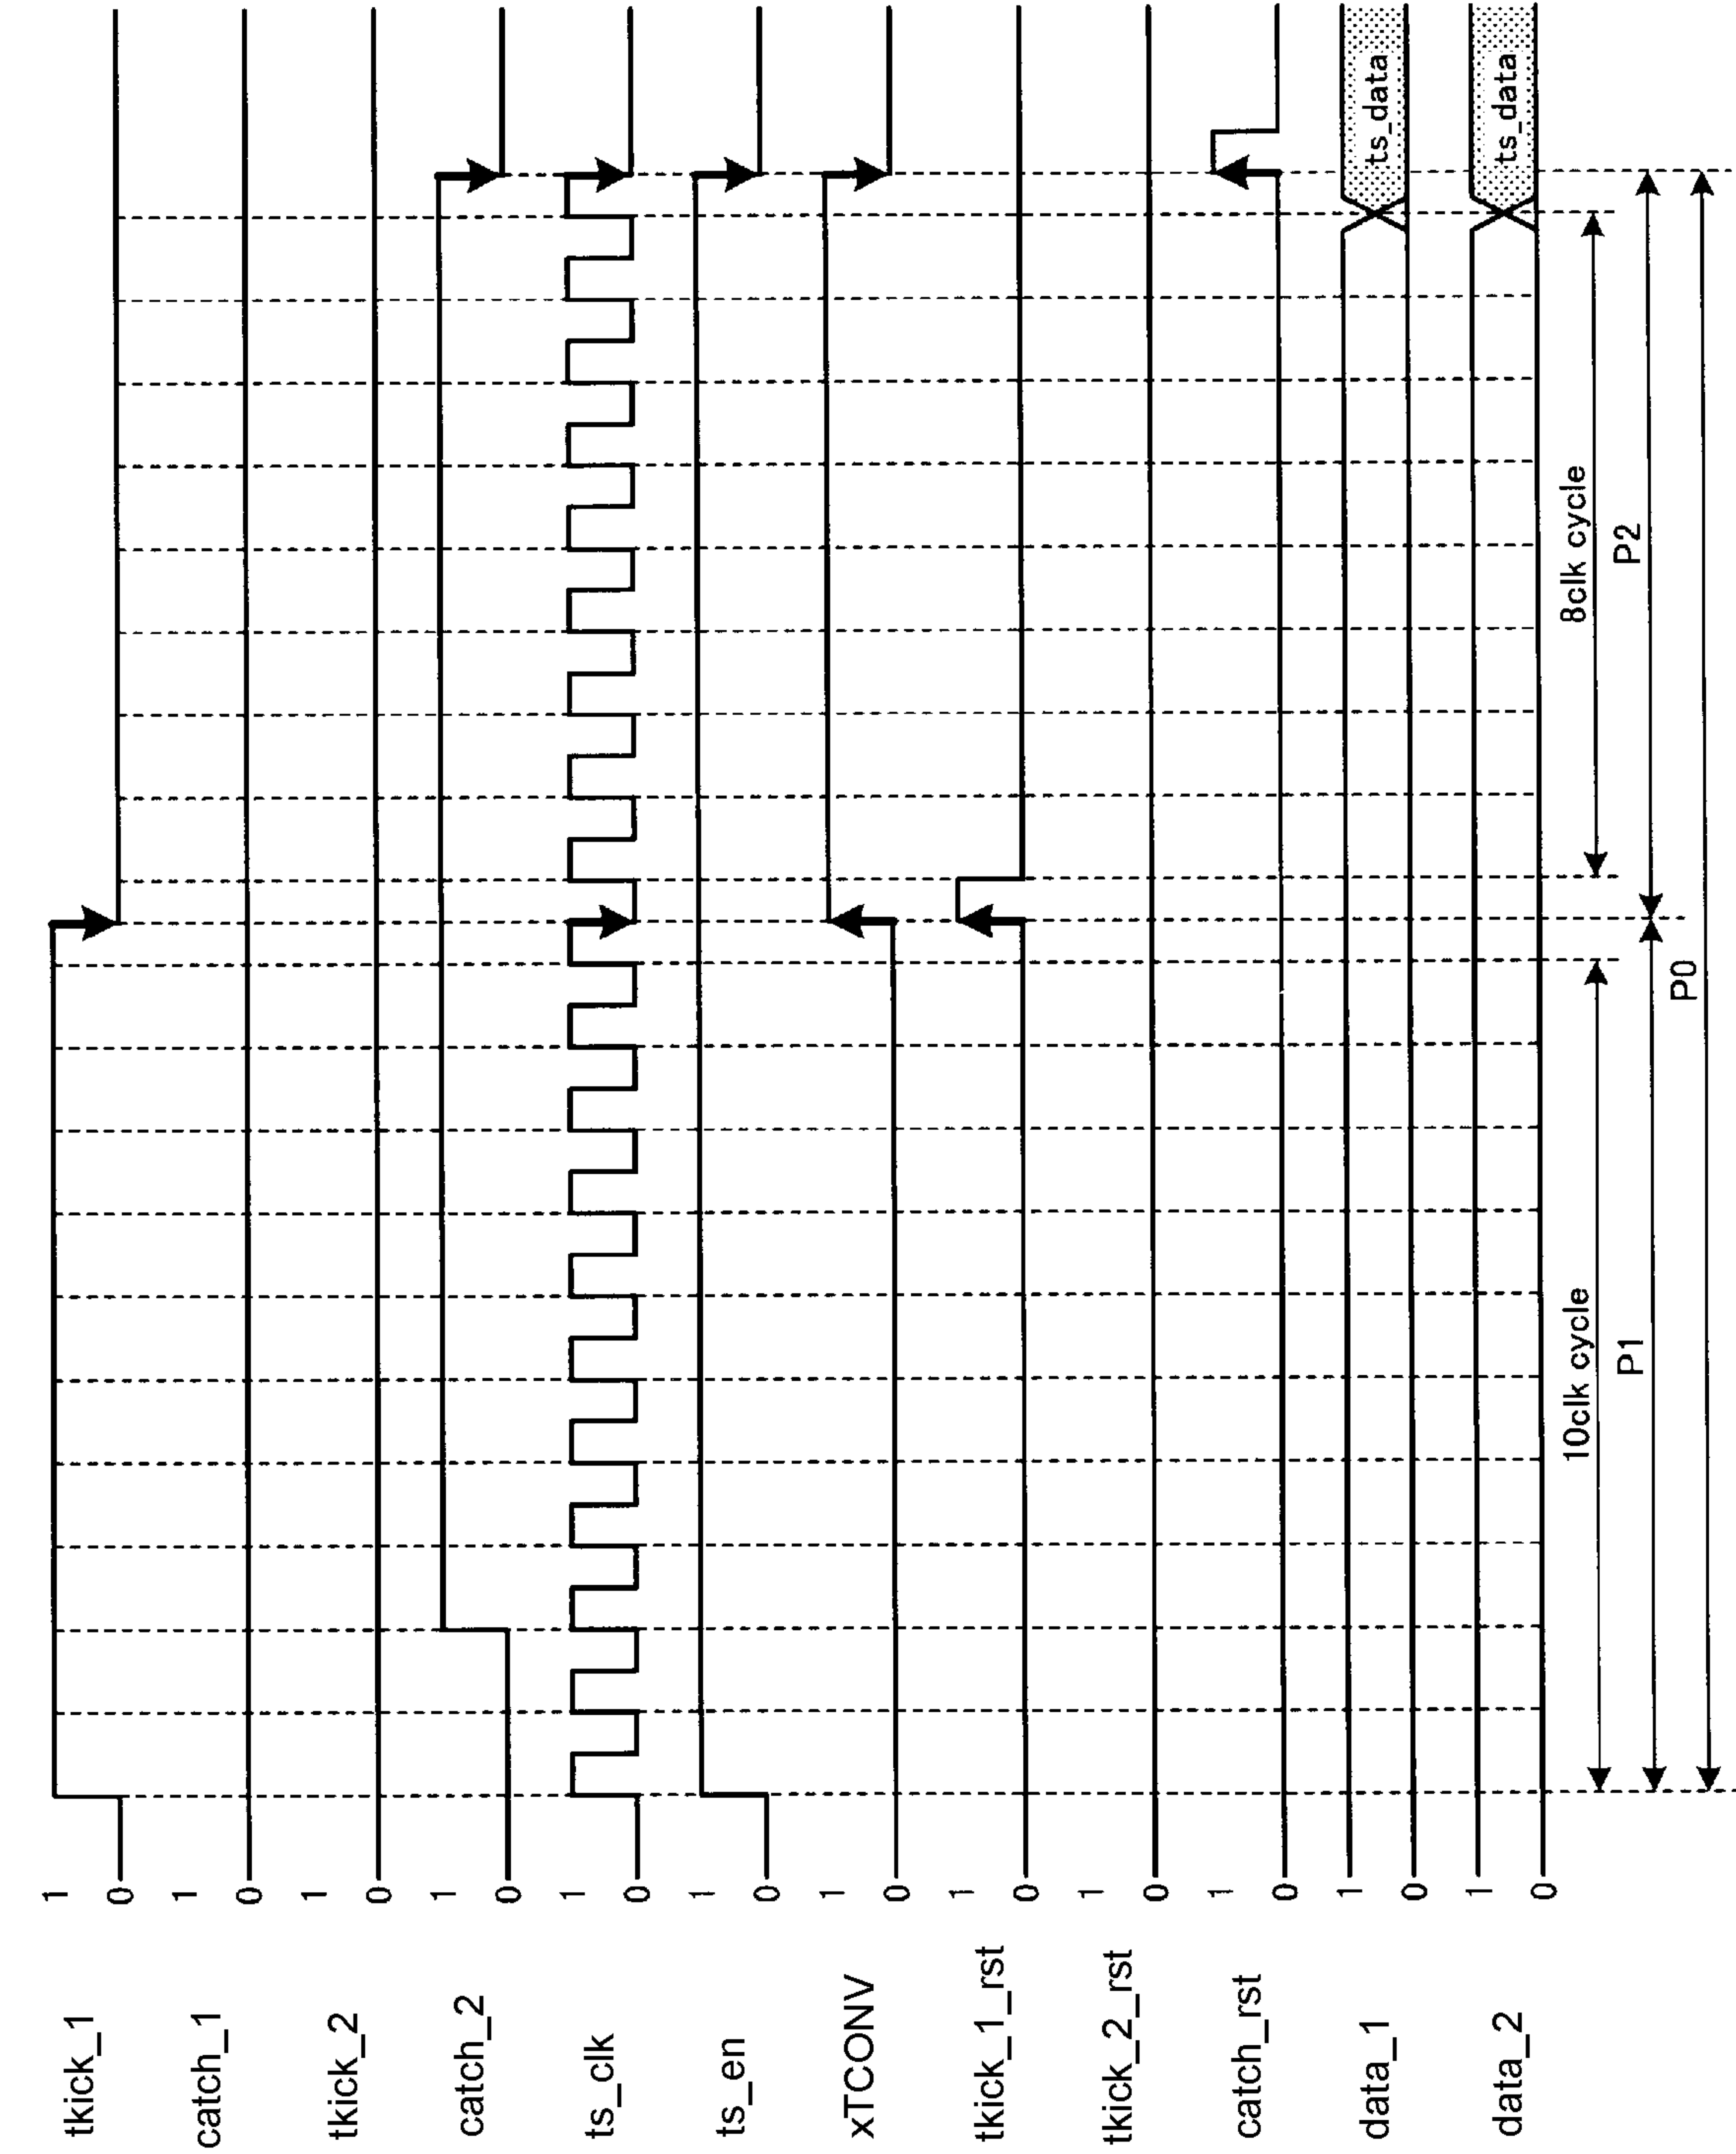 tkick_1 1 0
catch_1 1 0
tkick_2 1 0
catch_2 1 0
ts_clk 1 0
ts_en 1 0
xTCONV 1 0
tkick_1_rst 1 0
tkick_2_rst 1 0
catch_rst 1 0
data_1 1 0 ts_data
data_2 1 0 ts_data
10clk cycle 8clk cycle
P1 P2
P0